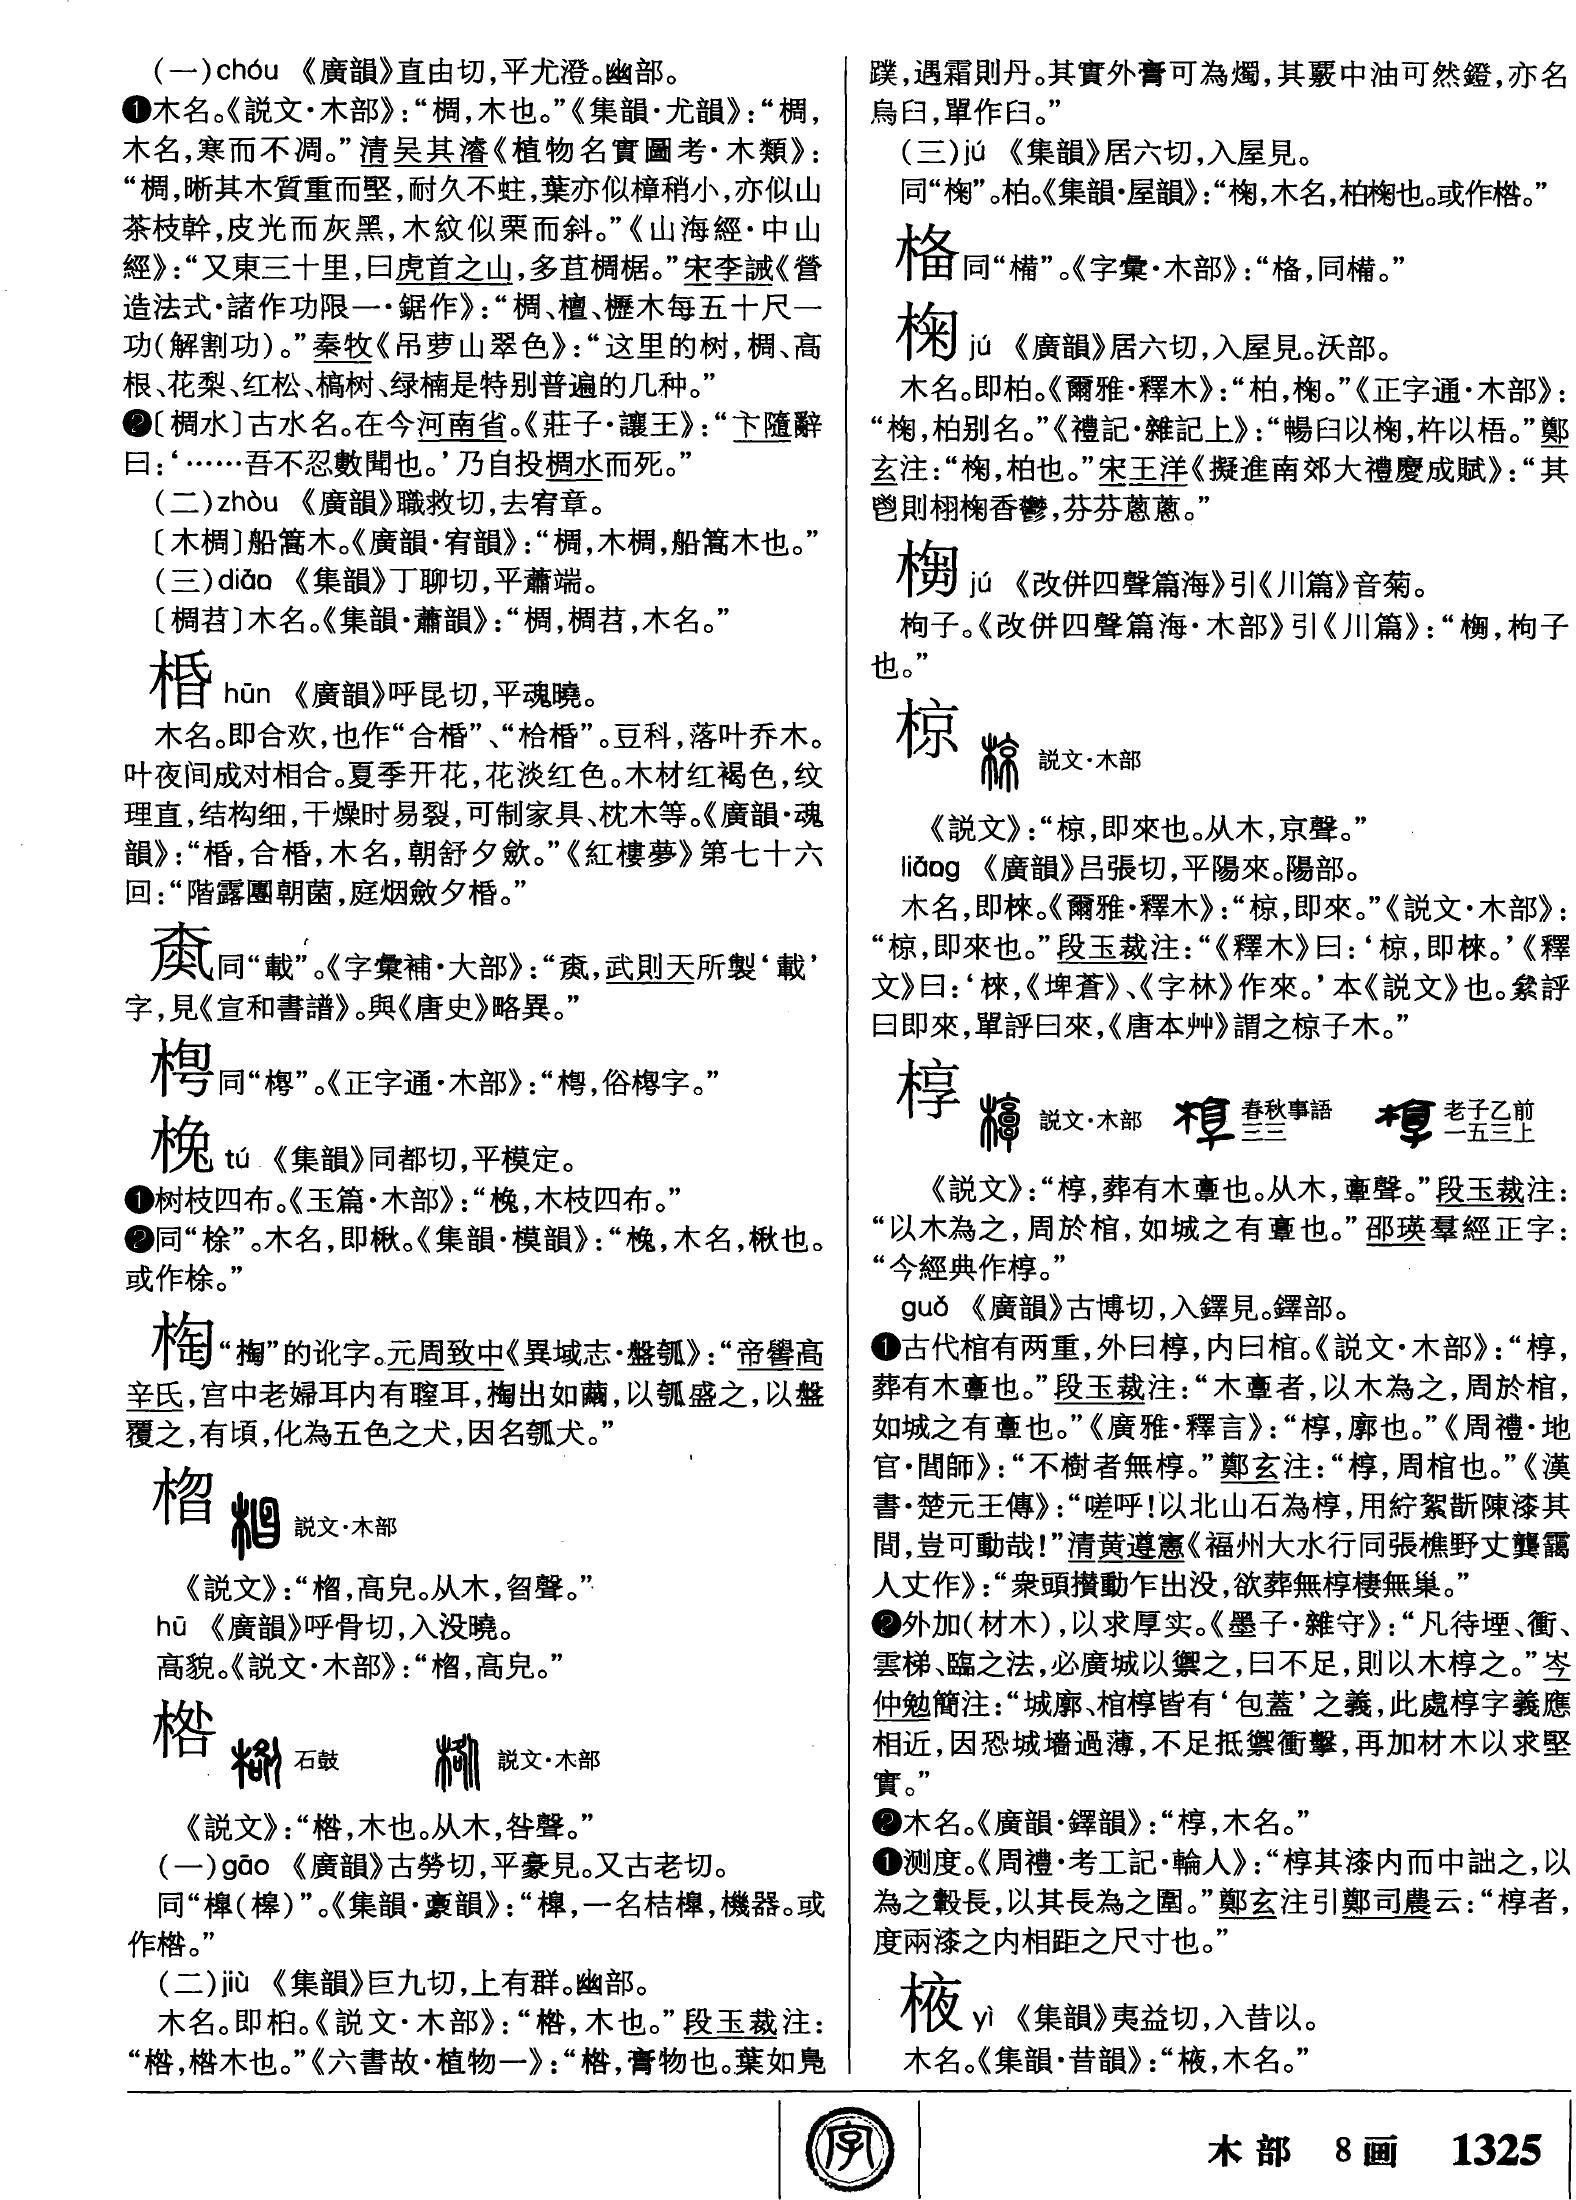 (一)chóu 《廣韻》直由切,平尤澄。幽部。
❶木名。《説文·木部》:“椆,木也。”《集韻·尤韻》:“椆,
木名,寒而不凋。”清吴其濬《植物名實圖考·木類》:
“椆,晰其木質重而堅,耐久不蛀,葉亦似樟稍小,亦似山
茶枝幹,皮光而灰黑,木紋似栗而斜。”《山海經·中山
經》:“又東三十里,曰虎首之山,多苴椆椐。”宋李誡《營
造法式·諸作功限一·鋸作》:“椆、檀、櫪木每五十尺一
功(解割功)。”秦牧《吊萝山翠色》:“这里的树,椆、高
根、花梨、红松、槁树、绿楠是特别普遍的几种。”
❷〔椆水〕古水名。在今河南省。《莊子·讓王》:“卞隨辭
曰:‘……吾不忍數聞也。’乃自投椆水而死。”
(二)zhòu 《廣韻》職救切,去宥章。
〔木椆〕船篙木。《廣韻·宥韻》:“椆,木椆,船篙木也。”
(三)diāo 《集韻》丁聊切,平蕭端。
〔椆苕〕木名。《集韻·蕭韻》:“椆,椆苕,木名。”
棔 hūn 《廣韻》呼昆切,平魂曉。
木名。即合欢,也作“合棔”、“枱棔”。豆科,落叶乔木。
叶夜间成对相合。夏季开花,花淡红色。木材红褐色,纹
理直,结构细,干燥时易裂,可制家具、枕木等。《廣韻·魂
韻》:“棔,合棔,木名,朝舒夕歛。”《紅樓夢》第七十六
回:“階露團朝菌,庭烟斂夕棔。”
同“載”。《字彙補·大部》:“武則天所製‘載’
字,見《宣和書譜》。與《唐史》略異。”
同“樗”。《正字通·木部》:“俗樗字。”
梚 tú 《集韻》同都切,平模定。
❶树枝四布。《玉篇·木部》:“木枝四布。”
❷同“梌”。木名,即楸。《集韻·模韻》:“木名,楸也。
或作梌。”
“掏”的讹字。元周致中《異域志·盤瓠》:“帝嚳高
辛氏,宫中老婦耳内有瞠耳,掏出如繭,以瓠盛之,以盤
覆之,有頃,化為五色之犬,因名瓠犬。”
榾 説文·木部
《説文》:“高皃。从木,曶聲。”
hū 《廣韻》呼骨切,入没曉。
高貌。《説文·木部》:“高皃。”
㮚 石鼓 説文·木部
《説文》:“楷,木也。从木,咎聲。”
(一)gāo 《廣韻》古勞切,平豪見。又古老切。
同“槔(槹)”。《集韻·豪韻》:“槔,一名桔槔,機器。或
作㮂。”
(二)jiù 《集韻》巨九切,上有群。幽部。
木名。即桕。《説文·木部》:“木也。”段玉裁注:
“木也。”《六書故·植物一》:“膏物也。葉如鳧
蹼,遇霜則丹。其實外膏可為燭,其覈中油可然鐙,亦名
烏臼,單作臼。”
(三)jú 《集韻》居六切,入屋見。
同“椈”。柏。《集韻·屋韻》:“椈,木名,柏椈也。或作㮂。”
同“㰆”。《字彙·木部》:“同。”
椈 jú 《廣韻》居六切,入屋見。沃部。
木名。即柏。《爾雅·釋木》:“柏,椈。”《正字通·木部》:
“椈,柏别名。”《禮記·雜記上》:“暢臼以椈,杵以梧。”鄭
玄注:“椈,柏也。”宋王洋《擬進南郊大禮慶成賦》:“其
鬯則栩椈香鬱,芬芬蔥蔥。”
jú 《改併四聲篇海》引《川篇》音菊。
枸子。《改併四聲篇海·木部》引《川篇》:“枸子
也。”
椋 説文·木部
《説文》:“椋,即來也。从木,京聲。”
liáng 《廣韻》吕張切,平陽來。陽部。
木名,即棶。《爾雅·釋木》:“椋,即來。”《説文·木部》:
“椋,即來也。”段玉裁注:“《釋木》曰:‘椋,即棶。’《釋
文》曰:‘棶,《埤蒼》、《字林》作來。’本《説文》也。絫評
曰即來,單評曰來,《唐本艸》謂之椋子木。”
椁 説文·木部 春秋事語三三 老子乙前一五三上
《説文》:“椁,葬有木𩫏也。从木,𩫏聲。”段玉裁注:
“以木為之,周於棺,如城之有𩫏也。”邵瑛羣經正字:
“今經典作椁。”
guǒ 《廣韻》古博切,入鐸見。鐸部。
❶古代棺有两重,外曰椁,内曰棺。《説文·木部》:“椁,
葬有木𩫏也。”段玉裁注:“木𩫏者,以木為之,周於棺,
如城之有𩫏也。”《廣雅·釋言》:“椁,廓也。”《周禮·地
官·閭師》:“不樹者無椁。”鄭玄注:“椁,周棺也。”《漢
書·楚元王傳》:“嗟呼!以北山石為椁,用紵絮斮陳漆其
間,豈可動哉!”清黄遵憲《福州大水行同張樵野丈龔靄
人丈作》:“衆頭攢動乍出没,欲葬無椁棲無巢。”
❷外加(材木),以求厚实。《墨子·雜守》:“凡待堙、衝、
雲梯、臨之法,必廣城以禦之,曰不足,則以木椁之。”岑
仲勉簡注:“城廓、棺椁皆有‘包蓋’之義,此處椁字義應
相近,因恐城墻過薄,不足抵禦衝擊,再加材木以求堅
實。”
❷木名。《廣韻·鐸韻》:“椁,木名。”
❶测度。《周禮·考工記·輪人》:“椁其漆内而中詘之,以
為之轂長,以其長為之圍。”鄭玄注引鄭司農云:“椁者,
度兩漆之内相距之尺寸也。”
棭 yì 《集韻》夷益切,入昔以。
木名。《集韻·昔韻》:“棭,木名。”
字
木部 8画 1325